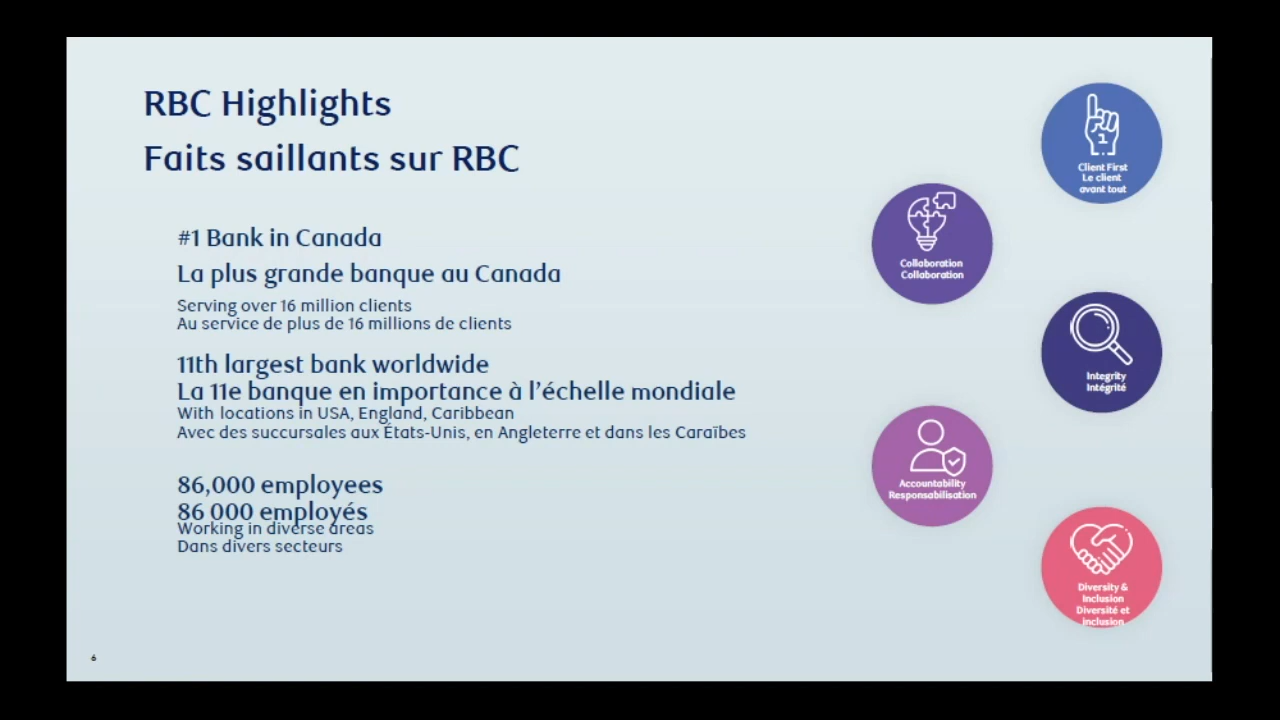 RBC Highlights
Faits saillants sur RBC
#1 Bank in Canada
La plus grande banque au Canada
Serving over 16 million clients
Au service de plus de 16 millions de clients
11th largest bank worldwide
La 11e banque en importance à l’échelle mondiale
With locations in USA, England, Caribbean
Avec des succursales aux États-Unis, en Angleterre et dans les Caraïbes
86,000 employees
86 000 employés
Working in diverse areas
Dans divers secteurs
1
Client First
Le client
avant tout
Collaboration
Collaboration
Integrity
Intégrité
Accountability
Responsabilisation
Diversity &
Inclusion
Diversité et
inclusion
6